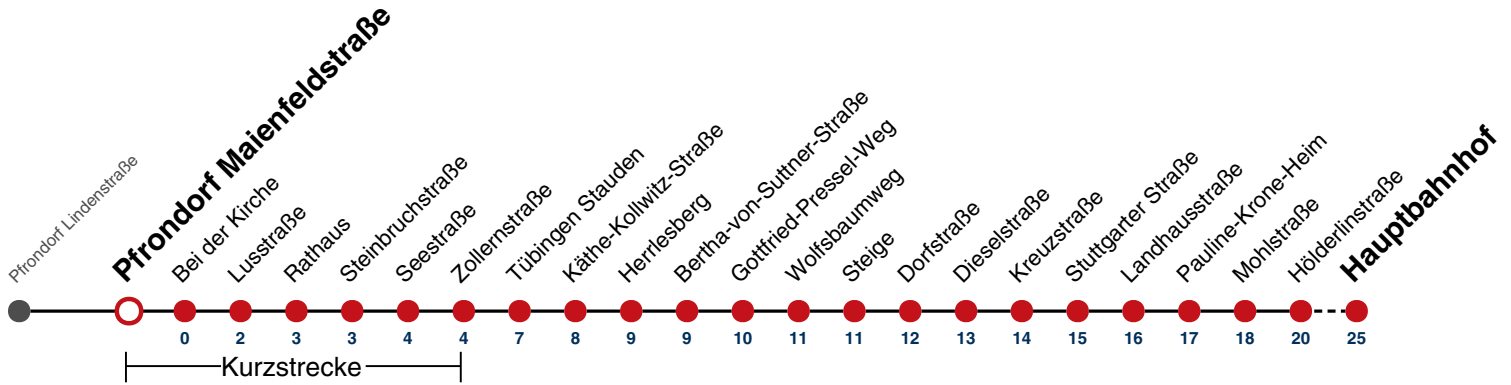 Pfrondorf Lindenstraße
Pfrondorf Maienfeldstraße
Bei der Kirche
Lusstraße
Rathaus
Steinbruchstraße
Seestraße
Zollernstraße
Tübingen Stauden
Käthe-Kollwitz-Straße
Herrlesberg
Bertha-von-Suttner-Straße
Gottfried-Pressel-Weg
Wolfsbaumweg
Steige
Dorfstraße
Dieselstraße
Kreuzstraße
Stuttgarter Straße
Landhausstraße
Pauline-Krone-Heim
Mohlstraße
Hölderlinstraße
Hauptbahnhof
0 2 3 3 4 4 7 8 9 9 10 11 11 12 13 14 15 16 17 18 20 25
Kurzstrecke